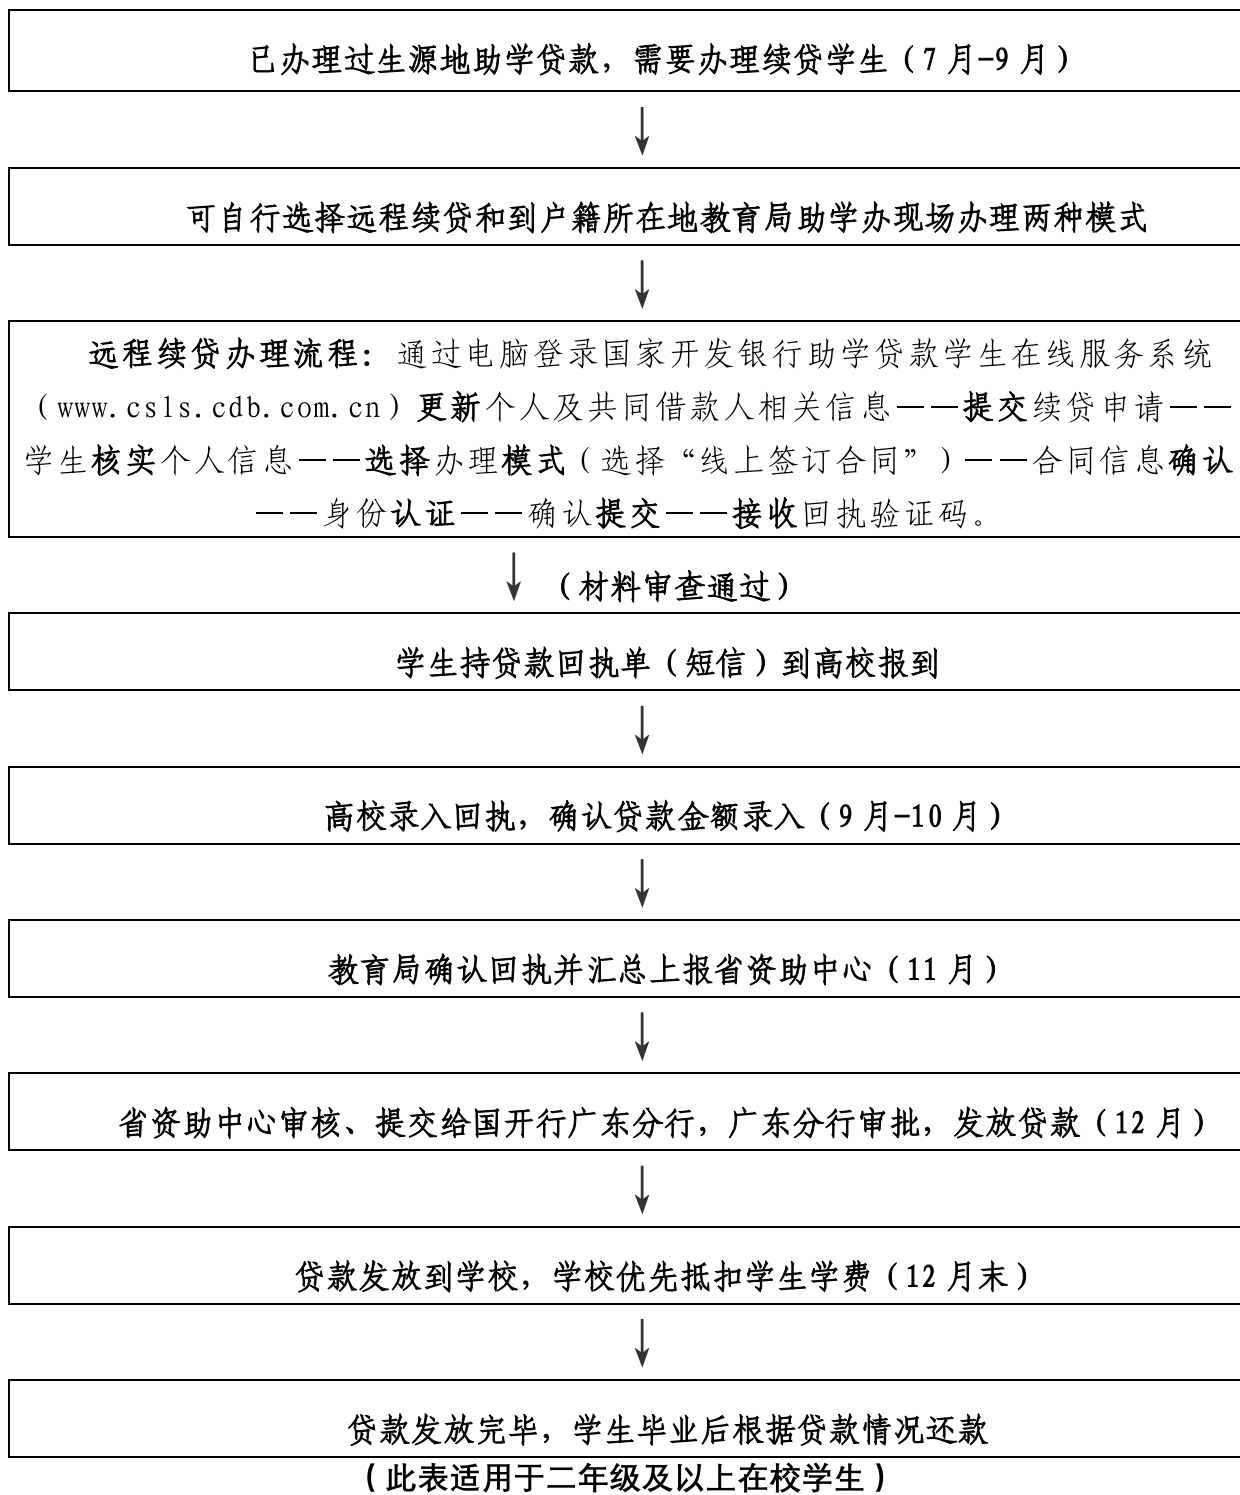 已办理过生源地助学贷款，需要办理续贷学生（7 月-9 月）
可自行选择远程续贷和到户籍所在地教育局助学办现场办理两种模式
远程续贷办理流程：通过电脑登录国家开发银行助学贷款学生在线服务系统
（www.csls.cdb.com.cn）更新个人及共同借款人相关信息——提交续贷申请——
学生核实个人信息——选择办理模式（选择“线上签订合同”）——合同信息确认
——身份认证——确认提交——接收回执验证码。
（材料审查通过）
学生持贷款回执单（短信）到高校报到
高校录入回执，确认贷款金额录入（9 月-10 月）
教育局确认回执并汇总上报省资助中心（11 月）
省资助中心审核、提交给国开行广东分行，广东分行审批，发放贷款（12 月）
贷款发放到学校，学校优先抵扣学生学费（12 月末）
贷款发放完毕，学生毕业后根据贷款情况还款
（此表适用于二年级及以上在校学生）